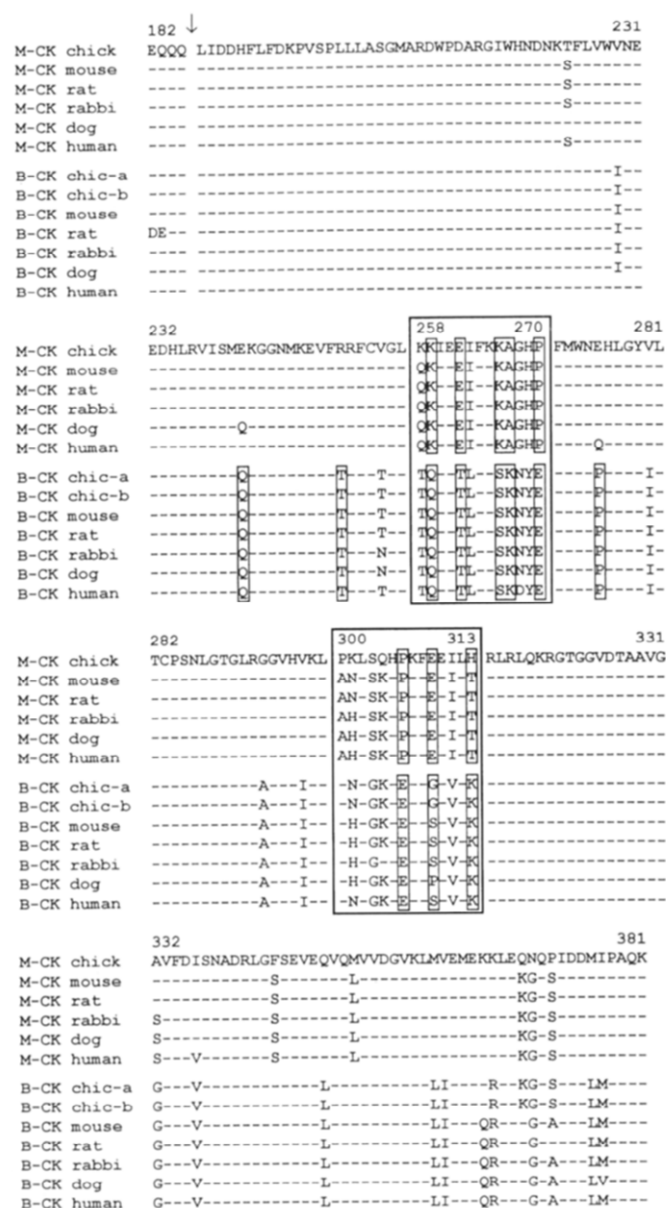 182 ↓ 231
M-CK chick EQQQ LIDDHFLFDKPVSPLLLASGMARDWPDARGIWHNDNKTFLVWVNE
M-CK mouse ---- -------------------------------------S-------
M-CK rat ---- -------------------------------------S-------
M-CK rabbi ---- -------------------------------------S-------
M-CK dog ---- ---------------------------------------------
M-CK human ---- -------------------------------------S-------
B-CK chic-a ---- ------------------------------------------I--
B-CK chic-b ---- ------------------------------------------I--
B-CK mouse ---- ------------------------------------------I--
B-CK rat DE-- ------------------------------------------I--
B-CK rabbi ---- ------------------------------------------I--
B-CK dog ---- ------------------------------------------I--
B-CK human ---- ---------------------------------------------
232 258 270 281
M-CK chick EDHLRVISMEKGGNMKEVFRRFCVGL KKIEEIFKKAGHP FMWNEHLGYVL
M-CK mouse -------------------------- QK--EI--KAGHP -----------
M-CK rat -------------------------- QK--EI--KAGHP -----------
M-CK rabbi -------------------------- QK--EI--KAGHP -----------
M-CK dog ---------Q---------------- QK--EI--KAGHP -----------
M-CK human -------------------------- QK--EI--KAGHP ----Q------
B-CK chic-a ---------Q---------T---T-- TQ--TL--SKNYE ----P----I-
B-CK chic-b ---------Q---------T---T-- TQ--TL--SKNYE ----P----I-
B-CK mouse ---------Q---------T---T-- TQ--TL--SKNYE ----P----I-
B-CK rat ---------Q---------T---T-- TQ--TL--SKNYE ----P----I-
B-CK rabbi ---------Q---------T---N-- TQ--TL--SKNYE ----P----I-
B-CK dog ---------Q---------T---N-- TQ--TL--SKNYE ----P----I-
B-CK human ---------Q---------T---T-- TQ--TL--SKNYE ----P----I-
282 300 313 331
M-CK chick TCPSNLGTGLRGGVHVKL PKLSQHPKFEEILH RLRLQKRGTGGVDTAAVG
M-CK mouse ------------------ AN-SK-P--E-I-T ------------------
M-CK rat ------------------ AH-SK-P--E-I-T ------------------
M-CK rabbi ------------------ AH-SK-P--E-I-T ------------------
M-CK dog ------------------ AH-SK-P--E-I-T ------------------
M-CK human ------------------ AH-SK-P--E-I-T ------------------
B-CK chic-a -----------A---I-- -N-GK-E--G-V-K ------------------
B-CK chic-b -----------A---I-- -N-GK-E--G-V-K ------------------
B-CK mouse -----------A---I-- -H-GK-E--S-V-K ------------------
B-CK rat -----------A---I-- -H-GK-E--S-V-K ------------------
B-CK rabbi -----------A---I-- -H-G--E--S-V-K ------------------
B-CK dog -----------A---I-- -H-GK-E--P-V-K ------------------
B-CK human -----------A---I-- -H-GK-E--S-V-K ------------------
332 381
M-CK chick AVFDISNADRLGFSEVEQVQMVVDGVKLMVEMEKKLEQNQPIDDMIPAQK
M-CK mouse ------------S-------L----------------KG-S---------
M-CK rat ------------S-------L----------------KG-S---------
M-CK rabbi S-----------S-------L----------------KG-S---------
M-CK dog S-----------S-------L----------------KG-S---------
M-CK human S---V-------S-------L----------------KG-S---------
B-CK chic-a G---V------------L----------LI----R--KG-S---LM----
B-CK chic-b G---V------------L----------LI----R--KG-S---LM----
B-CK mouse G---V------------L----------LI---QR---G-A---LM----
B-CK rat G---V------------L----------LI---QR---G-----LM----
B-CK rabbi G---V------------L----------LI---QR---G-A---LM----
B-CK dog G---V------------L----------LI---QR---G-A---LV----
B-CK human G---V------------L----------LI---QR---G-A---LM----